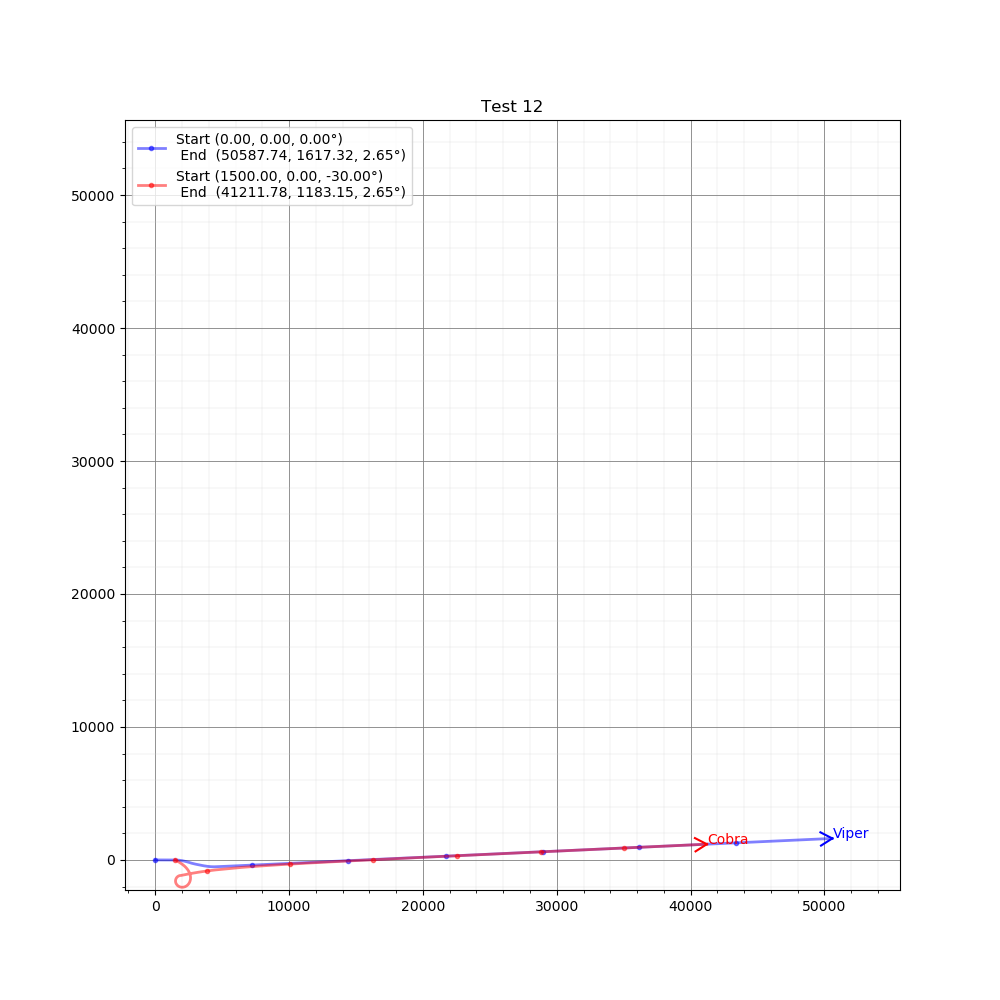 Test 12
Start (0.00, 0.00, 0.00°)
End  (50587.74, 1617.32, 2.65°)
Start (1500.00, 0.00, -30.00°)
End  (41211.78, 1183.15, 2.65°)
50000
40000
30000
20000
10000
0
Cobra
Viper
0
10000
20000
30000
40000
50000